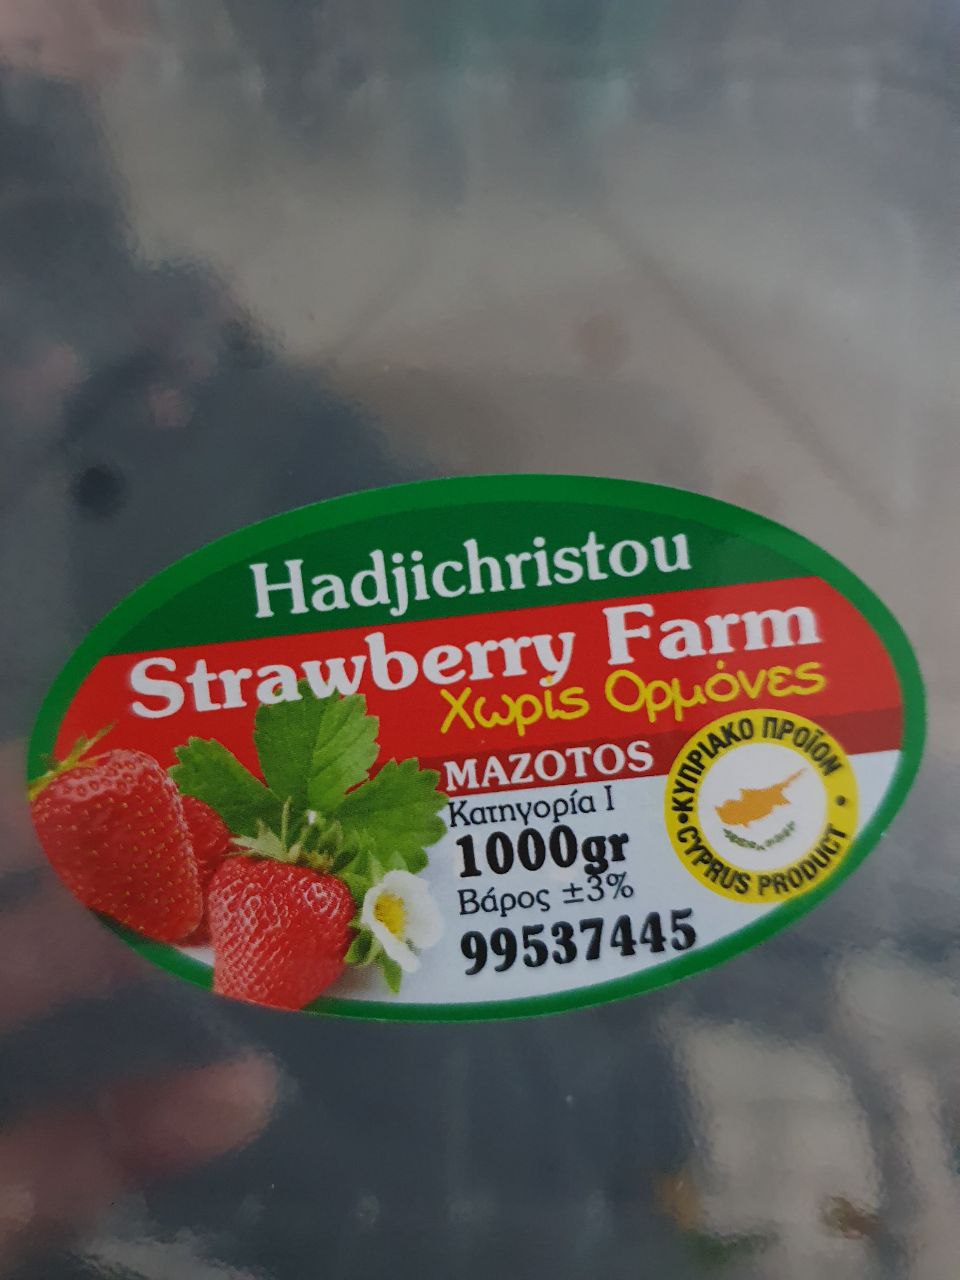 Hadjichristou
Strawberry Farm
Χωρίς Ορμόνες
MAZOTOS
Κατηγορία Ι
1000gr
Βάρος ±3%
99537445
•ΚΥΠΡΙΑΚΟ ΠΡΟΪΟΝ•
CYPRUS PRODUCT